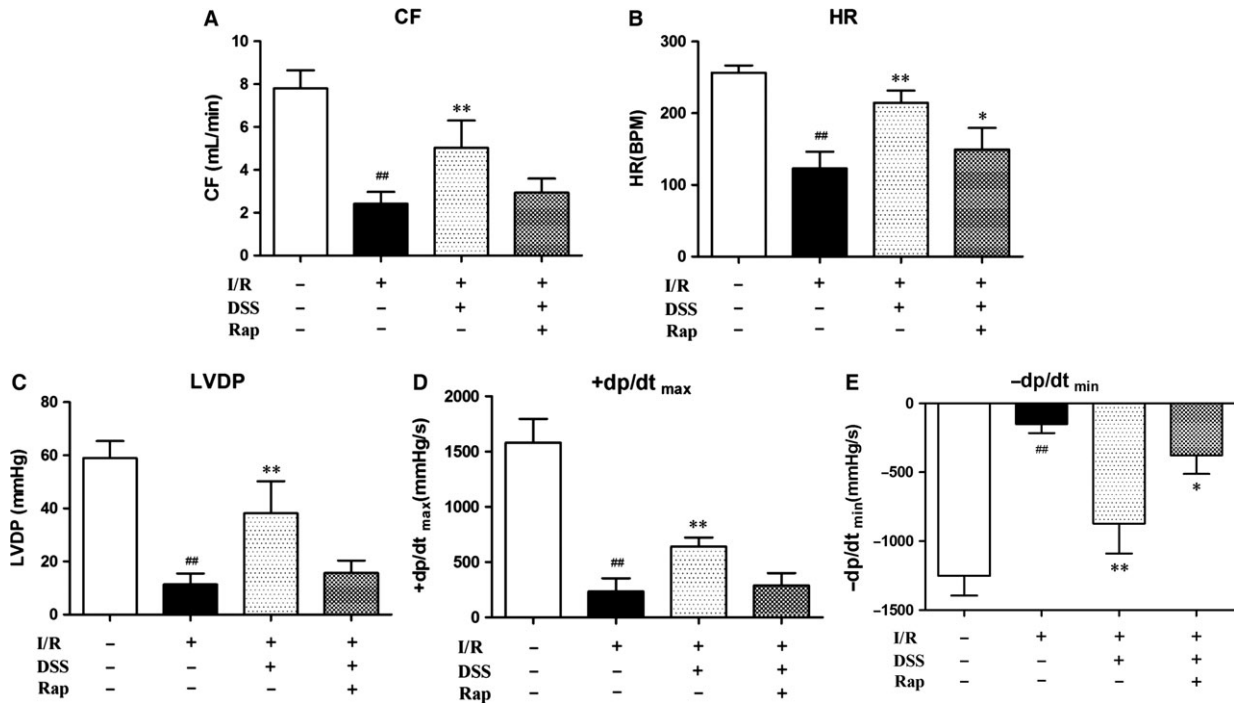 A
CF
CF (mL/min)
10
8
6
4
2
0
##
**
I/R – + + +
DSS – – + +
Rap – – – +
B
HR
HR(BPM)
300
200
100
0
##
**
*
I/R – + + +
DSS – – + +
Rap – – – +
C
LVDP
LVDP (mmHg)
80
60
40
20
0
##
**
I/R – + + +
DSS – – + +
Rap – – – +
D
+dp/dt max
+dp/dt max(mmHg/s)
2000
1500
1000
500
0
##
**
I/R – + + +
DSS – – + +
Rap – – – +
E
–dp/dt min
–dp/dt min(mmHg/s)
0
–500
–1000
–1500
##
**
*
I/R – + + +
DSS – – + +
Rap – – – +